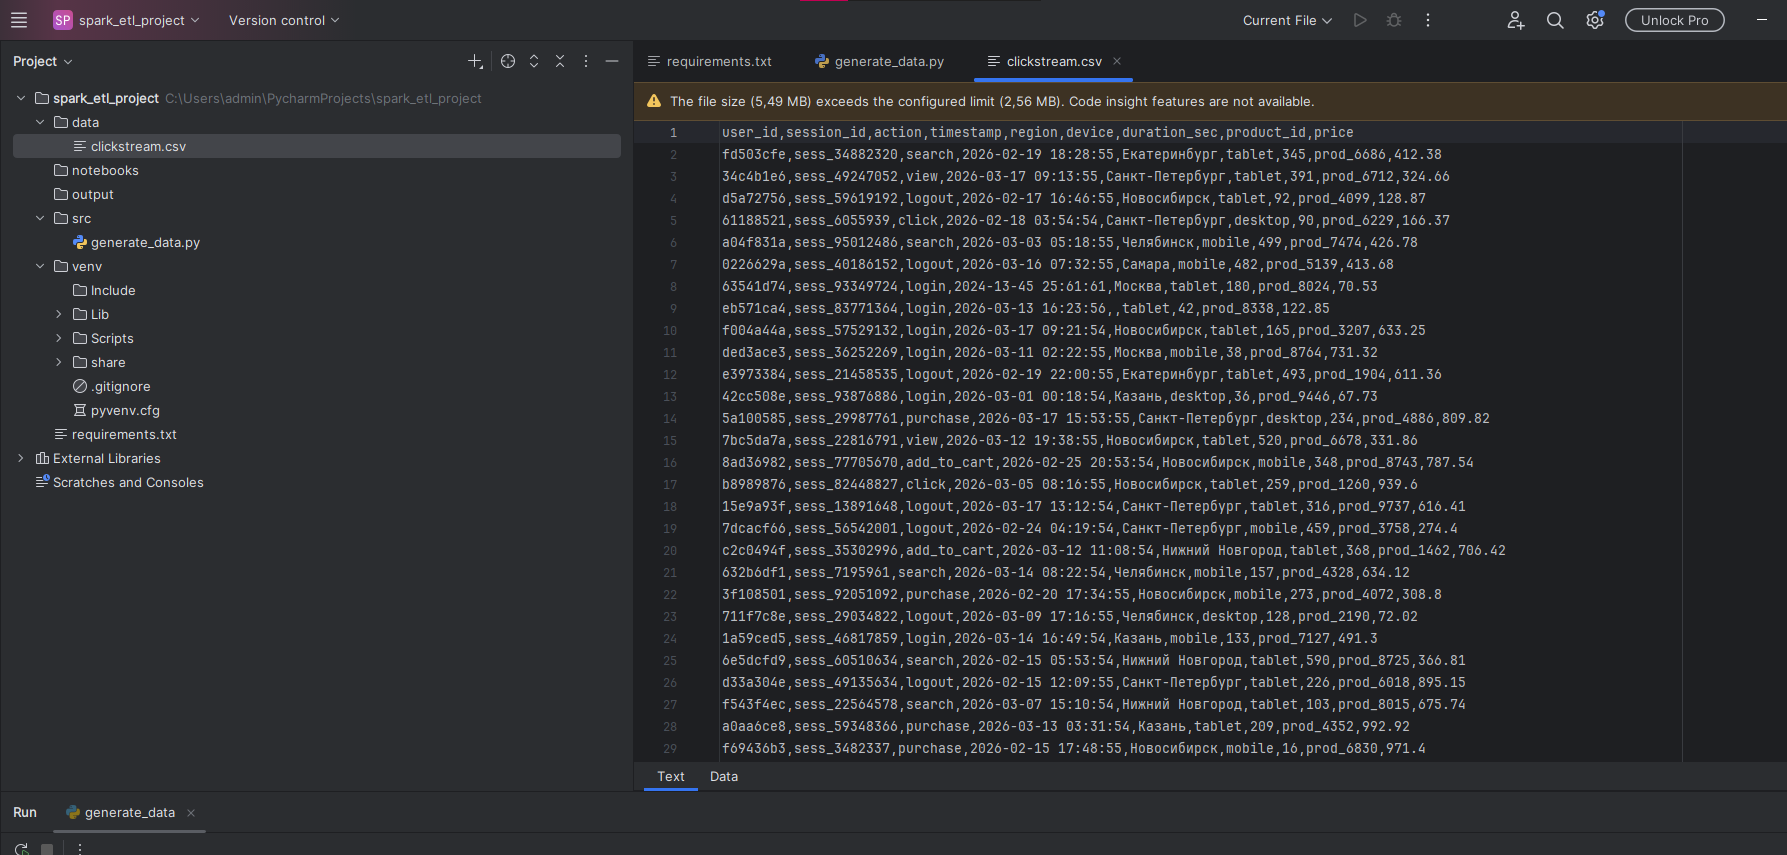 SP spark_etl_project Version control Current File Unlock Pro
Project
spark_etl_project C:\Users\admin\PycharmProjects\spark_etl_project
data
clickstream.csv
notebooks
output
src
generate_data.py
venv
Include
Lib
Scripts
share
.gitignore
pyvenv.cfg
requirements.txt
External Libraries
Scratches and Consoles
requirements.txt generate_data.py clickstream.csv
The file size (5,49 MB) exceeds the configured limit (2,56 MB). Code insight features are not available.
1 user_id,session_id,action,timestamp,region,device,duration_sec,product_id,price
2 fd503cfe,sess_34882320,search,2026-02-19 18:28:55,Екатеринбург,tablet,345,prod_6686,412.38
3 34c4b1e6,sess_49247052,view,2026-03-17 09:13:55,Санкт-Петербург,tablet,391,prod_6712,324.66
4 d5a72756,sess_59619192,logout,2026-02-17 16:46:55,Новосибирск,tablet,92,prod_4099,128.87
5 61188521,sess_6055939,click,2026-02-18 03:54:54,Санкт-Петербург,desktop,90,prod_6229,166.37
6 a04f831a,sess_95012486,search,2026-03-03 05:18:55,Челябинск,mobile,499,prod_7474,426.78
7 0226629a,sess_40186152,logout,2026-03-16 07:32:55,Самара,mobile,482,prod_5139,413.68
8 63541d74,sess_93349724,login,2024-13-45 25:61:61,Москва,tablet,180,prod_8024,70.53
9 eb571ca4,sess_83771364,login,2026-03-13 16:23:56,,tablet,42,prod_8338,122.85
10 f004a44a,sess_57529132,login,2026-03-17 09:21:54,Новосибирск,tablet,165,prod_3207,633.25
11 ded3ace3,sess_36252269,login,2026-03-11 02:22:55,Москва,mobile,38,prod_8764,731.32
12 e3973384,sess_21458535,logout,2026-02-19 22:00:55,Екатеринбург,tablet,493,prod_1904,611.36
13 42cc508e,sess_93876886,login,2026-03-01 00:18:54,Казань,desktop,36,prod_9446,67.73
14 5a100585,sess_29987761,purchase,2026-03-17 15:53:55,Санкт-Петербург,desktop,234,prod_4886,809.82
15 7bc5da7a,sess_22816791,view,2026-03-12 19:38:55,Новосибирск,tablet,520,prod_6678,331.86
16 8ad36982,sess_77705670,add_to_cart,2026-02-25 20:53:54,Новосибирск,mobile,348,prod_8743,787.54
17 b8989876,sess_82448827,click,2026-03-05 08:16:55,Новосибирск,tablet,259,prod_1260,939.6
18 15e9a93f,sess_13891648,logout,2026-03-17 13:12:54,Санкт-Петербург,tablet,316,prod_9737,616.41
19 7dcacf66,sess_56542001,logout,2026-02-24 04:19:54,Санкт-Петербург,mobile,459,prod_3758,274.4
20 c2c0494f,sess_35302996,add_to_cart,2026-03-12 11:08:54,Нижний Новгород,tablet,368,prod_1462,706.42
21 632b6df1,sess_7195961,search,2026-03-14 08:22:54,Челябинск,mobile,157,prod_4328,634.12
22 3f108501,sess_92051092,purchase,2026-02-20 17:34:55,Новосибирск,mobile,273,prod_4072,308.8
23 711f7c8e,sess_29034822,logout,2026-03-09 17:16:55,Челябинск,desktop,128,prod_2190,72.02
24 1a59ced5,sess_46817859,login,2026-03-14 16:49:54,Казань,mobile,133,prod_7127,491.3
25 6e5dcfd9,sess_60510634,search,2026-02-15 05:53:54,Нижний Новгород,tablet,590,prod_8725,366.81
26 d33a304e,sess_49135634,logout,2026-02-15 12:09:55,Санкт-Петербург,tablet,226,prod_6018,895.15
27 f543f4ec,sess_22564578,search,2026-03-07 15:10:54,Нижний Новгород,tablet,103,prod_8015,675.74
28 a0aa6ce8,sess_59348366,purchase,2026-03-13 03:31:54,Казань,tablet,209,prod_4352,992.92
29 f69436b3,sess_3482337,purchase,2026-02-15 17:48:55,Новосибирск,mobile,16,prod_6830,971.4
Text Data
Run generate_data